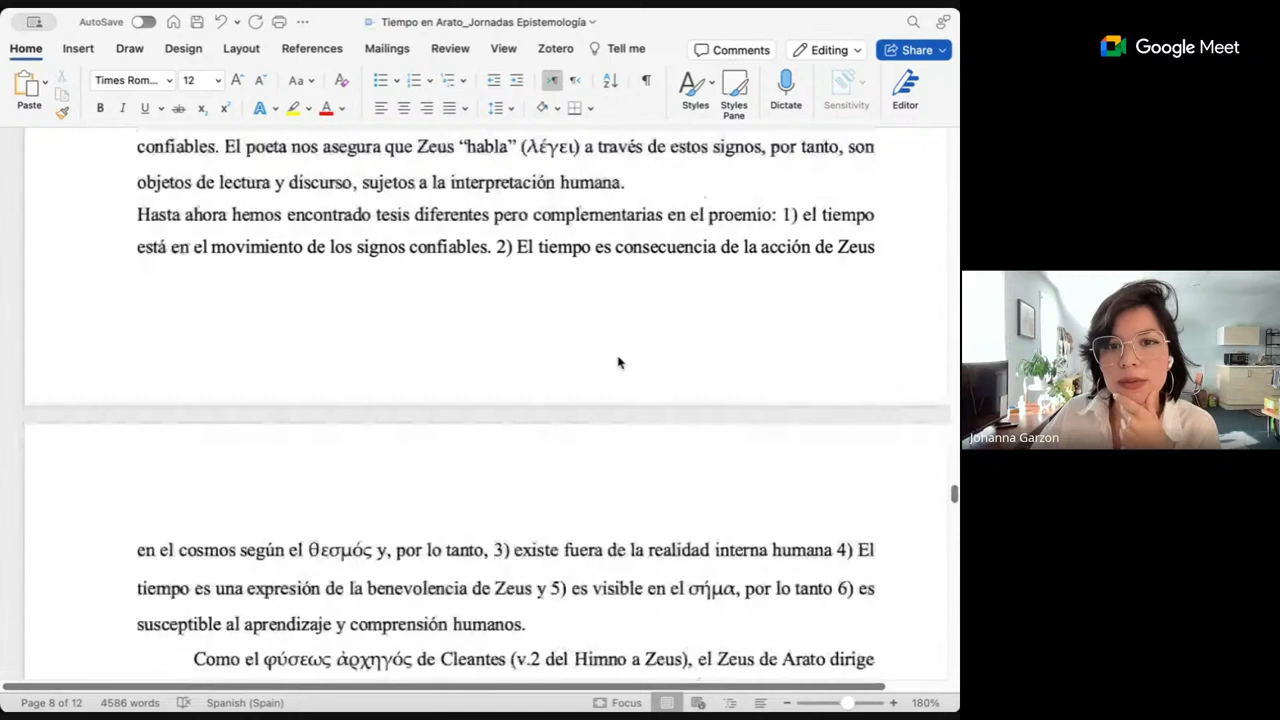 AutoSave
Tiempo en Arato_Jornadas Epistemología
Google Meet
Home Insert Draw Design Layout References Mailings Review View Zotero Tell me Comments Editing Share
Paste Times Rom... 12 Aa Styles Styles Pane Dictate Sensitivity Editor
confiables. El poeta nos asegura que Zeus “habla” (λέγει) a través de estos signos, por tanto, son
objetos de lectura y discurso, sujetos a la interpretación humana.
Hasta ahora hemos encontrado tesis diferentes pero complementarias en el proemio: 1) el tiempo
está en el movimiento de los signos confiables. 2) El tiempo es consecuencia de la acción de Zeus
en el cosmos según el θεσμός y, por lo tanto, 3) existe fuera de la realidad interna humana 4) El
tiempo es una expresión de la benevolencia de Zeus y 5) es visible en el σήμα, por lo tanto 6) es
susceptible al aprendizaje y comprensión humanos.
Como el φύσεως ἀρχηγός de Cleantes (v.2 del Himno a Zeus), el Zeus de Arato dirige
Johanna Garzon
Page 8 of 12 4586 words Spanish (Spain) Focus 180%